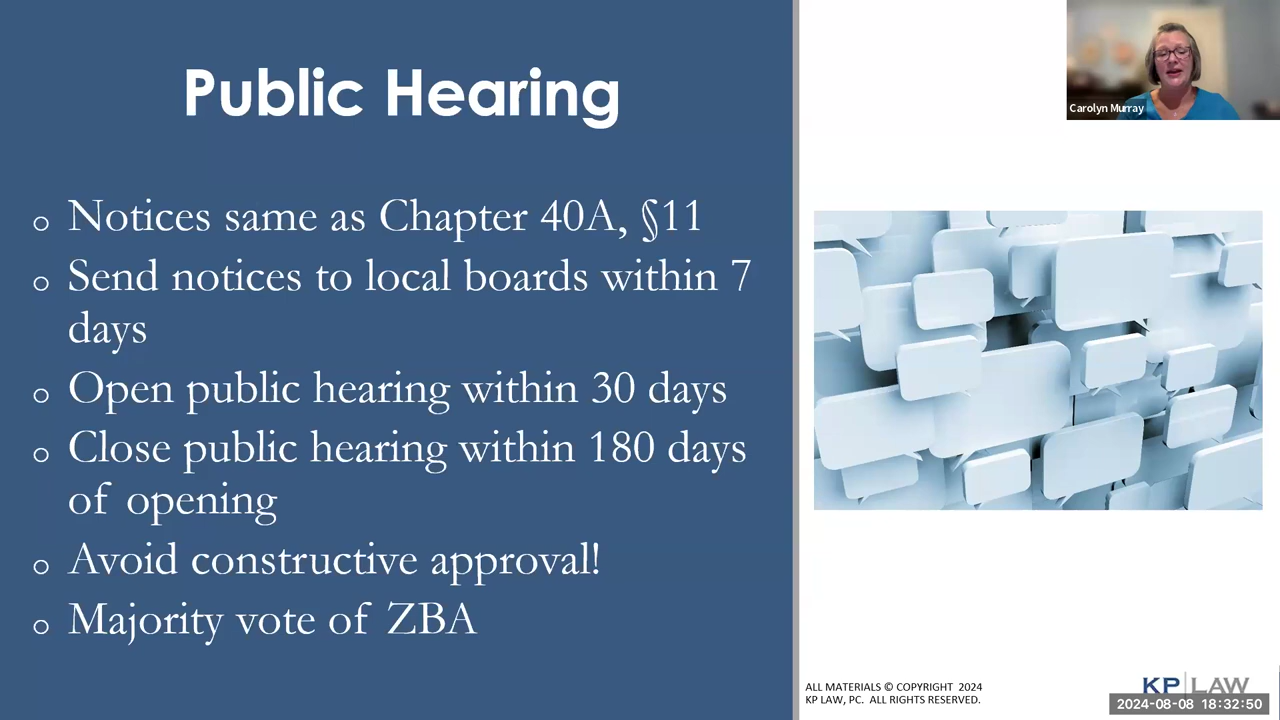 Public Hearing
Notices same as Chapter 40A, §11
Send notices to local boards within 7
days
Open public hearing within 30 days
Close public hearing within 180 days
of opening
Avoid constructive approval!
Majority vote of ZBA
Carolyn Murray
ALL MATERIALS © COPYRIGHT 2024
KP LAW, PC. ALL RIGHTS RESERVED.
KP LAW
2024-08-08 18:32:50